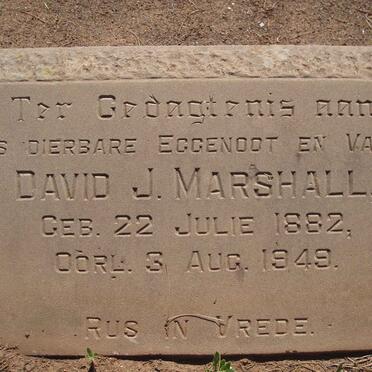 Ter Gedagtenis aan
S DIERBARE EGGENOOT EN VA
DAVID J. MARSHALL.
GEB. 22 JULIE 1882,
OORL. 3 AUG. 1949.
RUS IN VREDE.